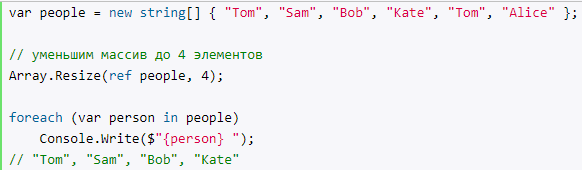 var people = new string[] { "Tom", "Sam", "Bob", "Kate", "Tom", "Alice" };
// уменьшим массив до 4 элементов
Array.Resize(ref people, 4);
foreach (var person in people)
Console.Write($"{person} ");
// "Tom", "Sam", "Bob", "Kate"